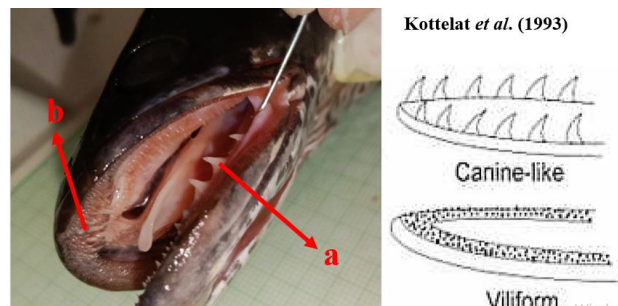 Kottelat et al. (1993)
b
a
Canine-like
Viliform